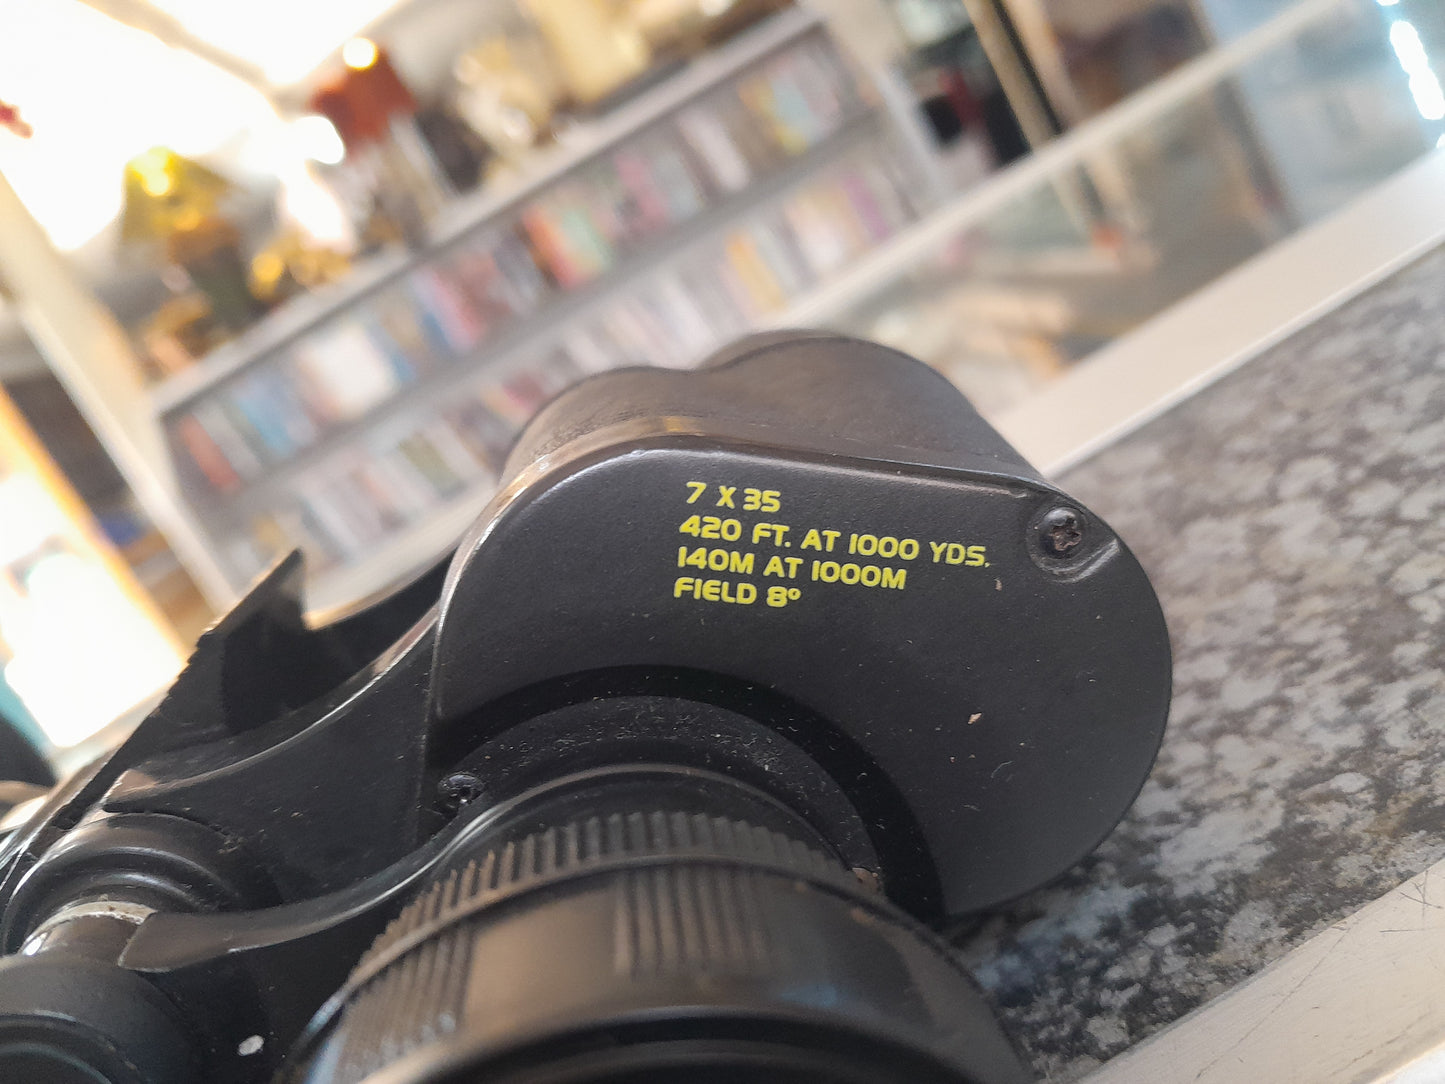 7 X 35
420 FT. AT 1000 YDS.
140M AT 1000M
FIELD 8°